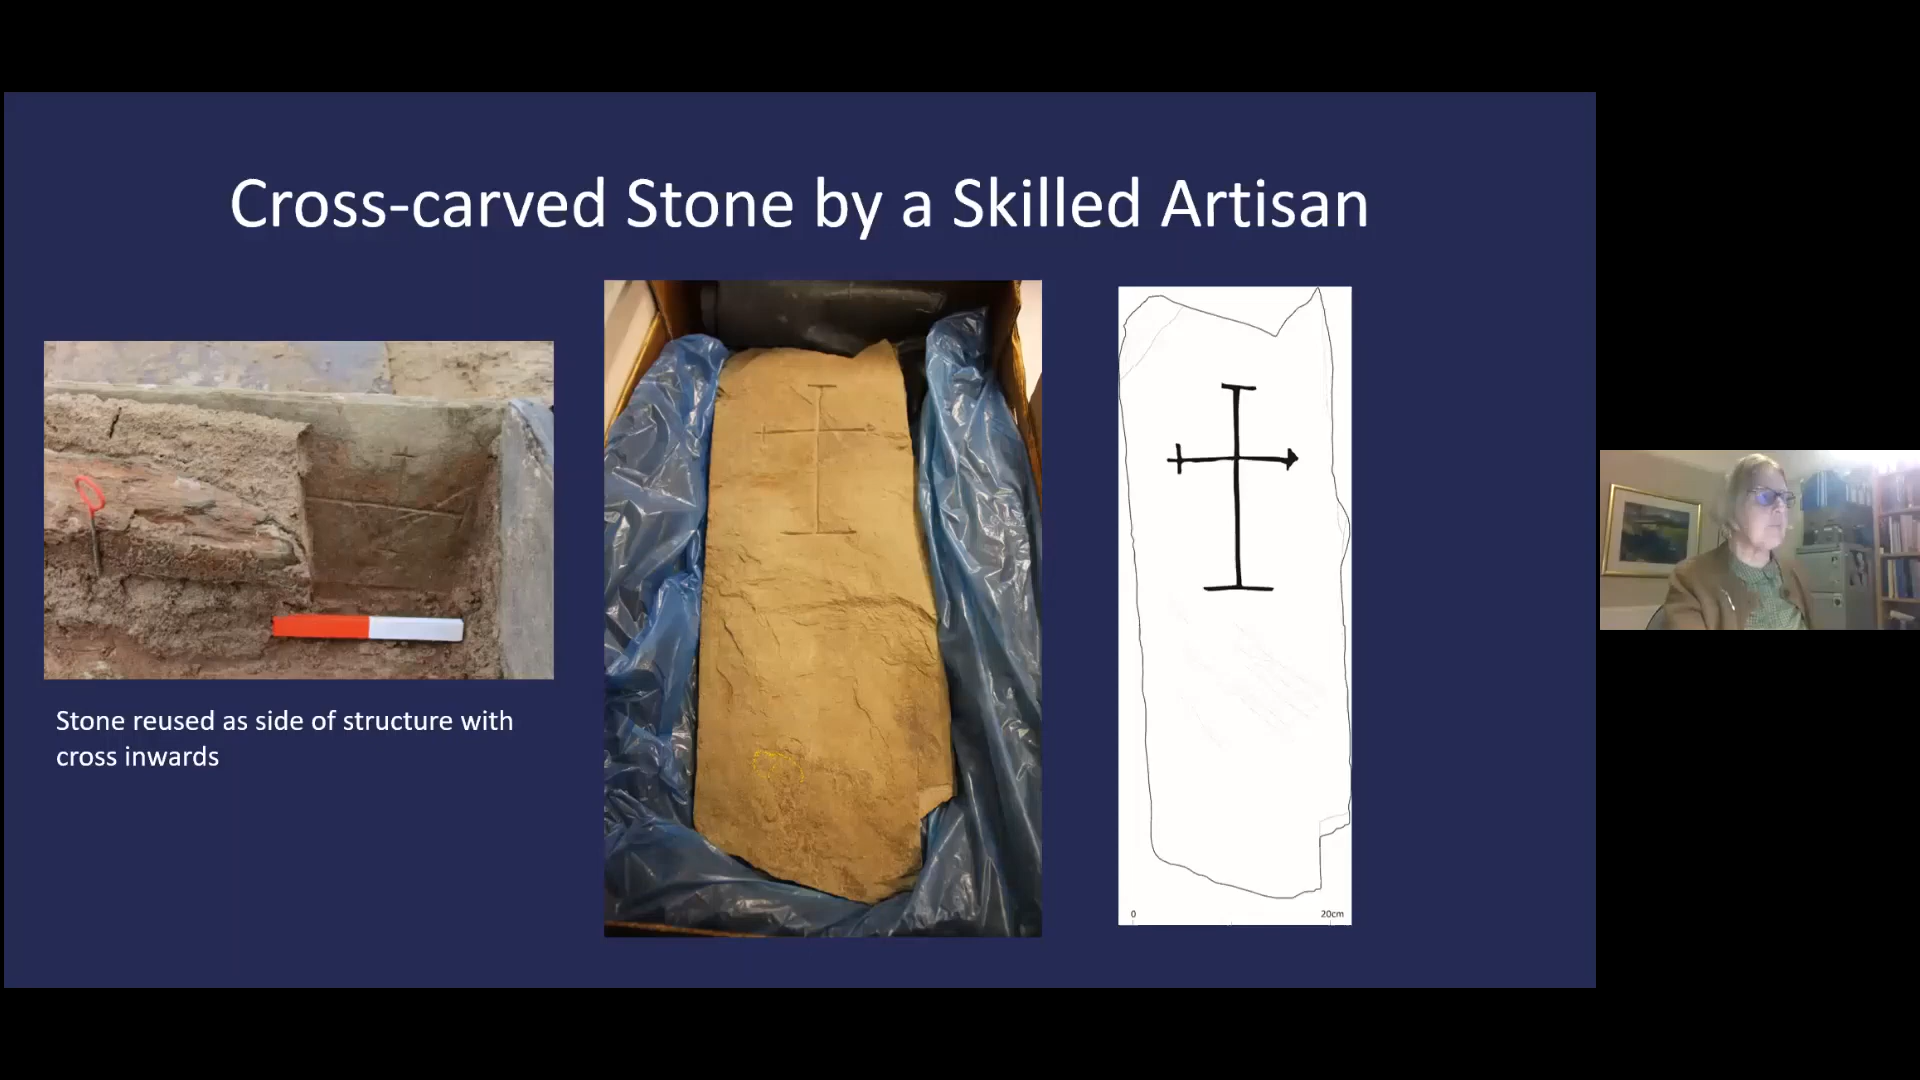 Cross-carved Stone by a Skilled Artisan
Stone reused as side of structure with
cross inwards
0
20cm